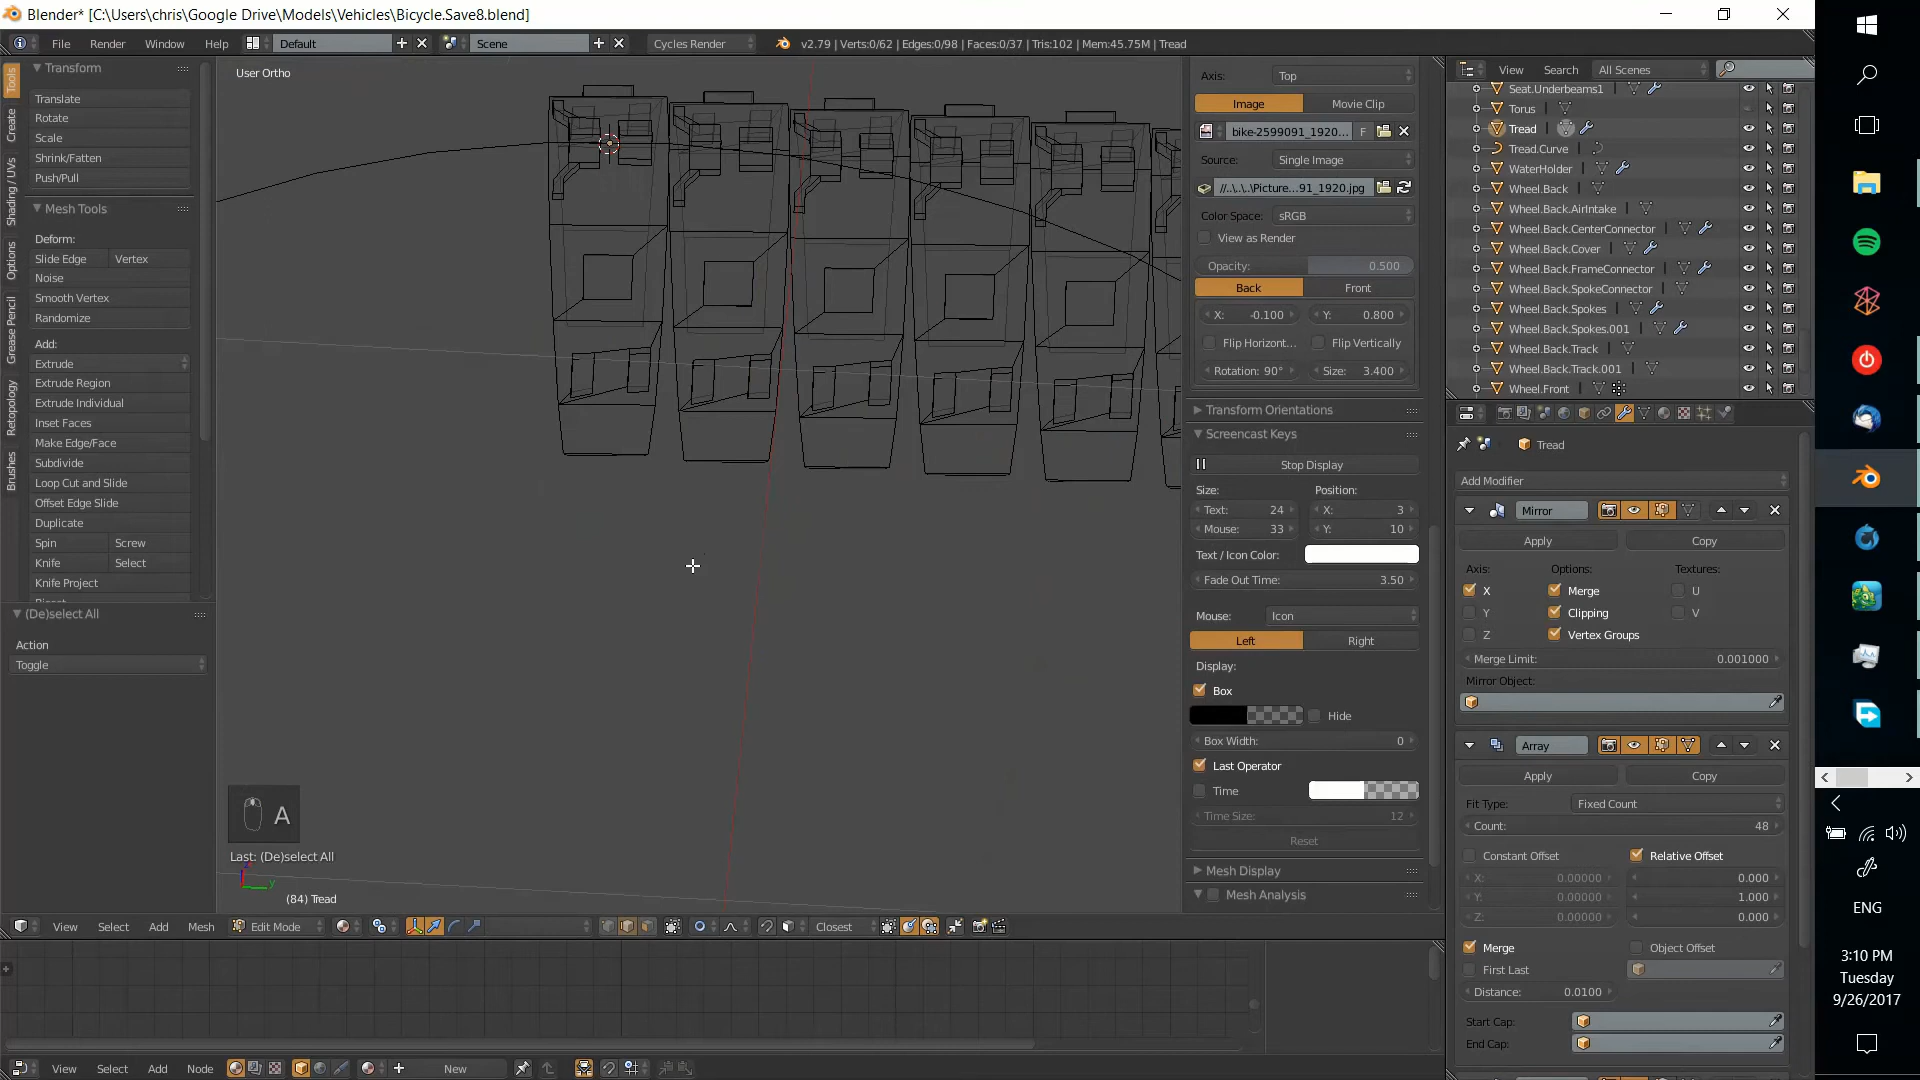 Blender* [C:\Users\chris\Google Drive\Models\Vehicles\Bicycle.Save8.blend]
File Render Window Help Default Scene Cycles Render v2.79 | Verts:0/62 | Edges:0/98 | Faces:0/37 | Tris:102 | Mem:45.75M | Tread
Tools
Create
Shading / UVs
Options
Grease Pencil
Retopology
Brushes
Transform
Translate
Rotate
Scale
Shrink/Fatten
Push/Pull
Mesh Tools
Deform:
Slide Edge Vertex
Noise
Smooth Vertex
Randomize
Add:
Extrude
Extrude Region
Extrude Individual
Inset Faces
Make Edge/Face
Subdivide
Loop Cut and Slide
Offset Edge Slide
Duplicate
Spin Screw
Knife Select
Knife Project
(De)select All
Action
Toggle
User Ortho
A
Last: (De)select All
y
(84) Tread
View Select Add Mesh Edit Mode Closest
View Select Add Node New
Axis: Top
Image Movie Clip
bike-2599091_1920... F
Source: Single Image
//..\..\..Picture...91_1920.jpg
Color Space: sRGB
View as Render
Opacity: 0.500
Back Front
X: -0.100 Y: 0.800
Flip Horizont... Flip Vertically
Rotation: 90° Size: 3.400
Transform Orientations
Screencast Keys
Stop Display
Size: Position:
Text: 24 X: 3
Mouse: 33 Y: 10
Text / Icon Color:
Fade Out Time: 3.50
Mouse: Icon
Left Right
Display:
Box
Hide
Box Width: 0
Last Operator
Time
Time Size: 12
Reset
Mesh Display
Mesh Analysis
View Search All Scenes
Seat.Underbeams1
Torus
Tread
Tread.Curve
WaterHolder
Wheel.Back
Wheel.Back.AirIntake
Wheel.Back.CenterConnector
Wheel.Back.Cover
Wheel.Back.FrameConnector
Wheel.Back.SpokeConnector
Wheel.Back.Spokes
Wheel.Back.Spokes.001
Wheel.Back.Track
Wheel.Back.Track.001
Wheel.Front
Tread
Add Modifier
Mirror
Apply Copy
Axis: Options: Textures:
X Merge U
Y Clipping V
Z Vertex Groups
Merge Limit: 0.001000
Mirror Object:
Array
Apply Copy
Fit Type: Fixed Count
Count: 48
Constant Offset Relative Offset
X: 0.00000 0.000
Y: 0.00000 1.000
Z: 0.00000 0.000
Merge Object Offset
First Last
Distance: 0.0100
Start Cap:
End Cap:
ENG
3:10 PM
Tuesday
9/26/2017